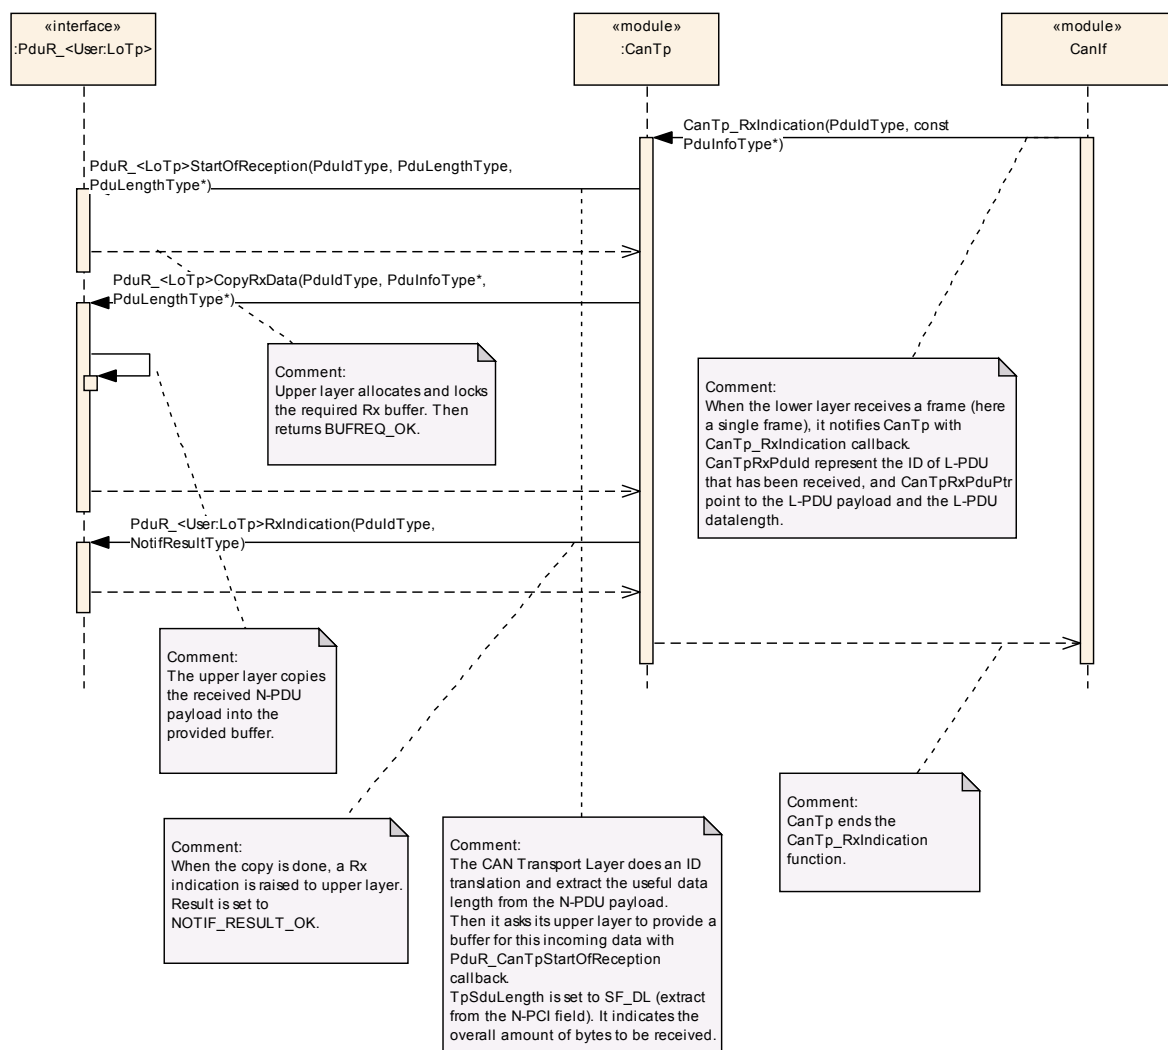 «interface»
:PduR_<User:LoTp>
«module»
:CanTp
«module»
CanIf
CanTp_RxIndication(PduIdType, const
PduInfoType*)
PduR_<LoTp>StartOfReception(PduIdType, PduLengthType,
PduLengthType*)
PduR_<LoTp>CopyRxData(PduIdType, PduInfoType*,
PduLengthType*)
Comment:
Upper layer allocates and locks
the required Rx buffer. Then
returns BUFREQ_OK.
Comment:
When the lower layer receives a frame (here
a single frame), it notifies CanTp with
CanTp_RxIndication callback.
CanTpRxPduId represent the ID of L-PDU
that has been received, and CanTpRxPduPtr
point to the L-PDU payload and the L-PDU
datalength.
PduR_<User:LoTp>RxIndication(PduIdType,
NotifResultType)
Comment:
The upper layer copies
the received N-PDU
payload into the
provided buffer.
Comment:
When the copy is done, a Rx
indication is raised to upper layer.
Result is set to
NOTIF_RESULT_OK.
Comment:
The CAN Transport Layer does an ID
translation and extract the useful data
length from the N-PDU payload.
Then it asks its upper layer to provide a
buffer for this incoming data with
PduR_CanTpStartOfReception
callback.
TpSduLength is set to SF_DL (extract
from the N-PCI field). It indicates the
overall amount of bytes to be received.
Comment:
CanTp ends the
CanTp_RxIndication
function.